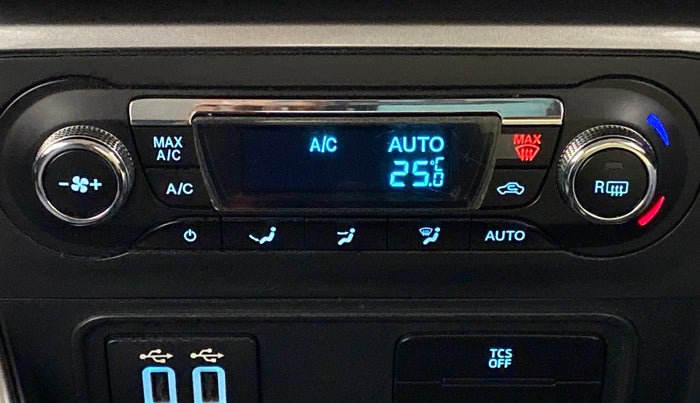 MAX
A/C
A/C
A/C AUTO
25.0°C
MAX
R
AUTO
TCS
OFF